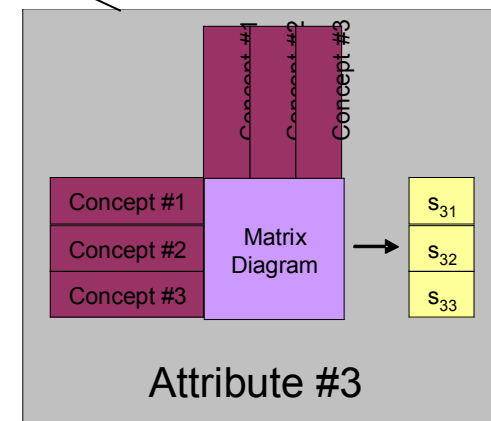 Concept #1
Concept #2
Concept #3
Concept #1
Concept #2
Concept #3
Matrix
Diagram
s31
s32
s33
Attribute #3